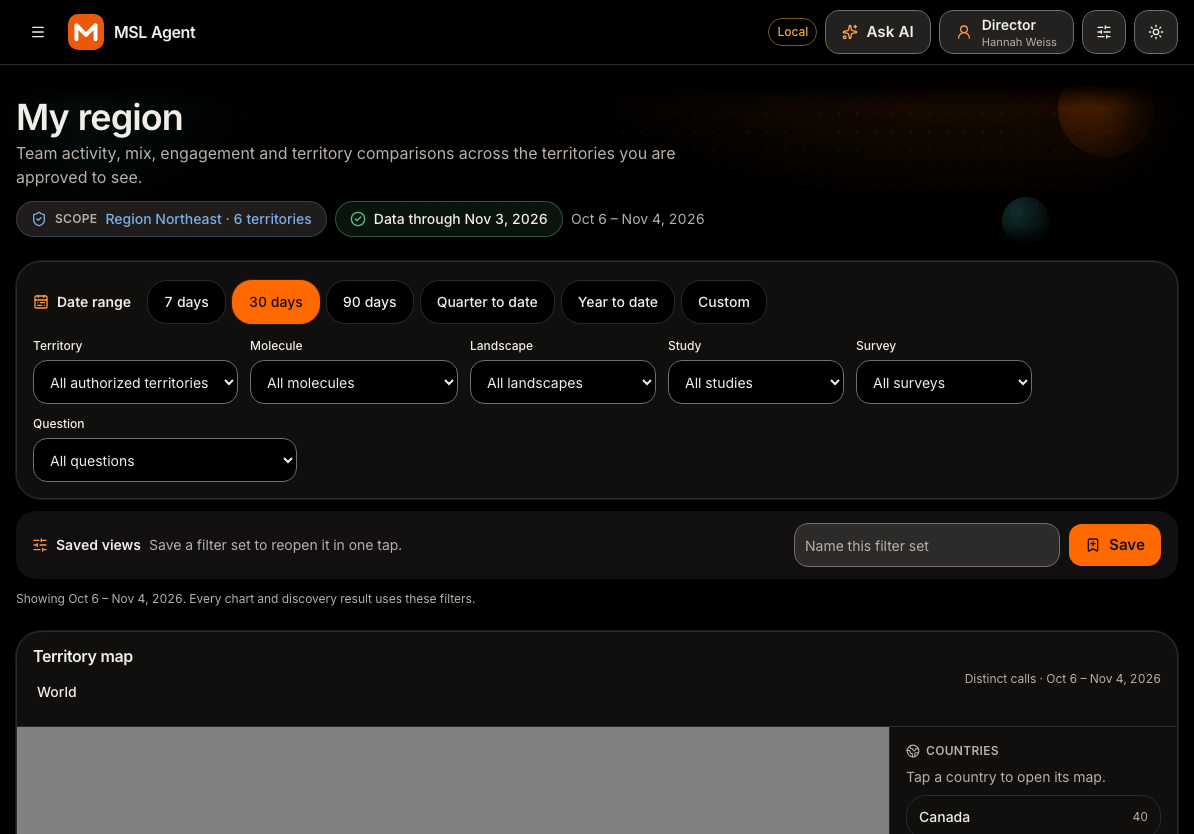 MSL Agent
Local
Ask AI
Director
Hannah Weiss
My region
Team activity, mix, engagement and territory comparisons across the territories you are
approved to see.
SCOPE Region Northeast · 6 territories
Data through Nov 3, 2026
Oct 6 – Nov 4, 2026
Date range
7 days
30 days
90 days
Quarter to date
Year to date
Custom
Territory
Molecule
Landscape
Study
Survey
All authorized territories
All molecules
All landscapes
All studies
All surveys
Question
All questions
Saved views Save a filter set to reopen it in one tap.
Name this filter set
Save
Showing Oct 6 – Nov 4, 2026. Every chart and discovery result uses these filters.
Territory map
World
Distinct calls · Oct 6 – Nov 4, 2026
COUNTRIES
Tap a country to open its map.
Canada 40